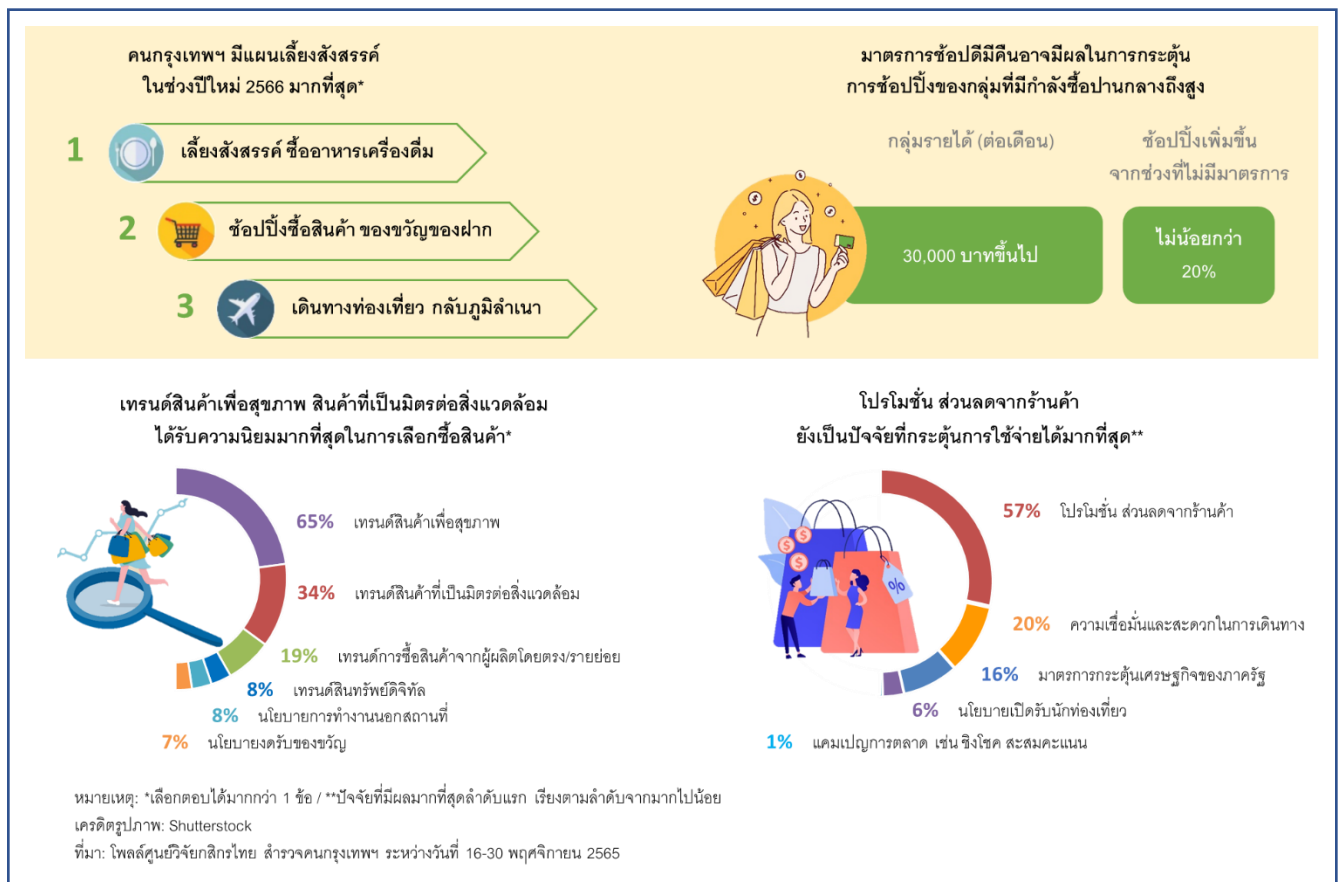 คนกรุงเทพฯ มีแผนเลี้ยงสังสรรค์
ในช่วงปีใหม่ 2566 มากที่สุด*
1 เลี้ยงสังสรรค์ ซื้ออาหารเครื่องดื่ม
2 ช้อปปิ้งซื้อสินค้า ของขวัญของฝาก
3 เดินทางท่องเที่ยว กลับภูมิลำเนา
มาตรการช้อปดีมีคืนอาจมีผลในการกระตุ้น
การช้อปปิ้งของกลุ่มที่มีกำลังซื้อปานกลางถึงสูง
กลุ่มรายได้ (ต่อเดือน)
ช้อปปิ้งเพิ่มขึ้น
จากช่วงที่ไม่มีมาตรการ
30,000 บาทขึ้นไป
ไม่น้อยกว่า
20%
เทรนด์สินค้าเพื่อสุขภาพ สินค้าที่เป็นมิตรต่อสิ่งแวดล้อม
ได้รับความนิยมมากที่สุดในการเลือกซื้อสินค้า*
65% เทรนด์สินค้าเพื่อสุขภาพ
34% เทรนด์สินค้าที่เป็นมิตรต่อสิ่งแวดล้อม
19% เทรนด์การซื้อสินค้าจากผู้ผลิตโดยตรง/รายย่อย
8% เทรนด์สินทรัพย์ดิจิทัล
8% นโยบายการทำงานนอกสถานที่
7% นโยบายงดรับของขวัญ
โปรโมชั่น ส่วนลดจากร้านค้า
ยังเป็นปัจจัยที่กระตุ้นการใช้จ่ายได้มากที่สุด**
%
57% โปรโมชั่น ส่วนลดจากร้านค้า
20% ความเชื่อมั่นและสะดวกในการเดินทาง
16% มาตรการกระตุ้นเศรษฐกิจของภาครัฐ
6% นโยบายเปิดรับนักท่องเที่ยว
1% แคมเปญการตลาด เช่น ชิงโชค สะสมคะแนน
หมายเหตุ: *เลือกตอบได้มากกว่า 1 ข้อ / **ปัจจัยที่มีผลมากที่สุดลำดับแรก เรียงตามลำดับจากมากไปน้อย
เครดิตรูปภาพ: Shutterstock
ที่มา: โพลล์ศูนย์วิจัยกสิกรไทย สำรวจคนกรุงเทพฯ ระหว่างวันที่ 16-30 พฤศจิกายน 2565